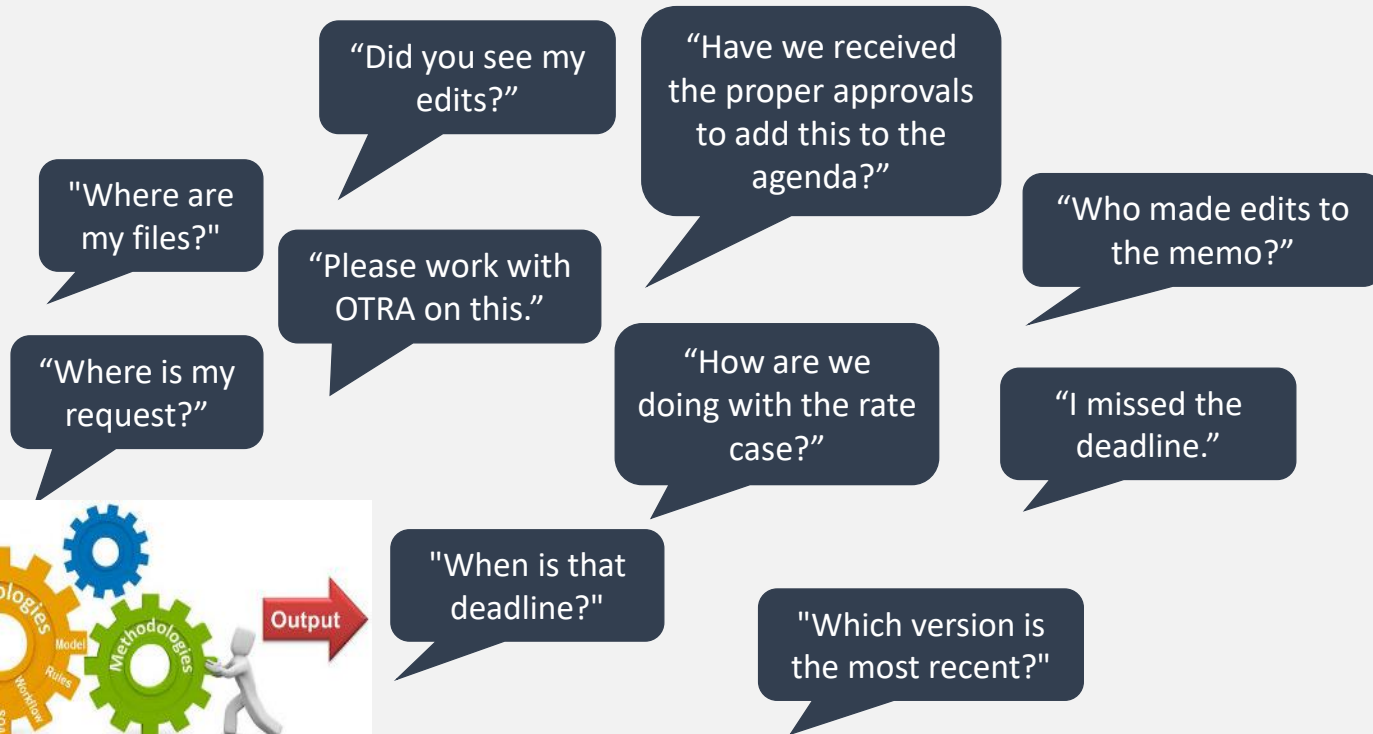 “Did you see my
edits?”
“Have we received
the proper approvals
to add this to the
agenda?”
"Where are
my files?"
“Who made edits to
the memo?”
“Please work with
OTRA on this.”
“Where is my
request?”
“How are we
doing with the rate
case?”
“I missed the
deadline.”
Model
Rules
Workflow
Methodologies
Output
"When is that
deadline?"
"Which version is
the most recent?"